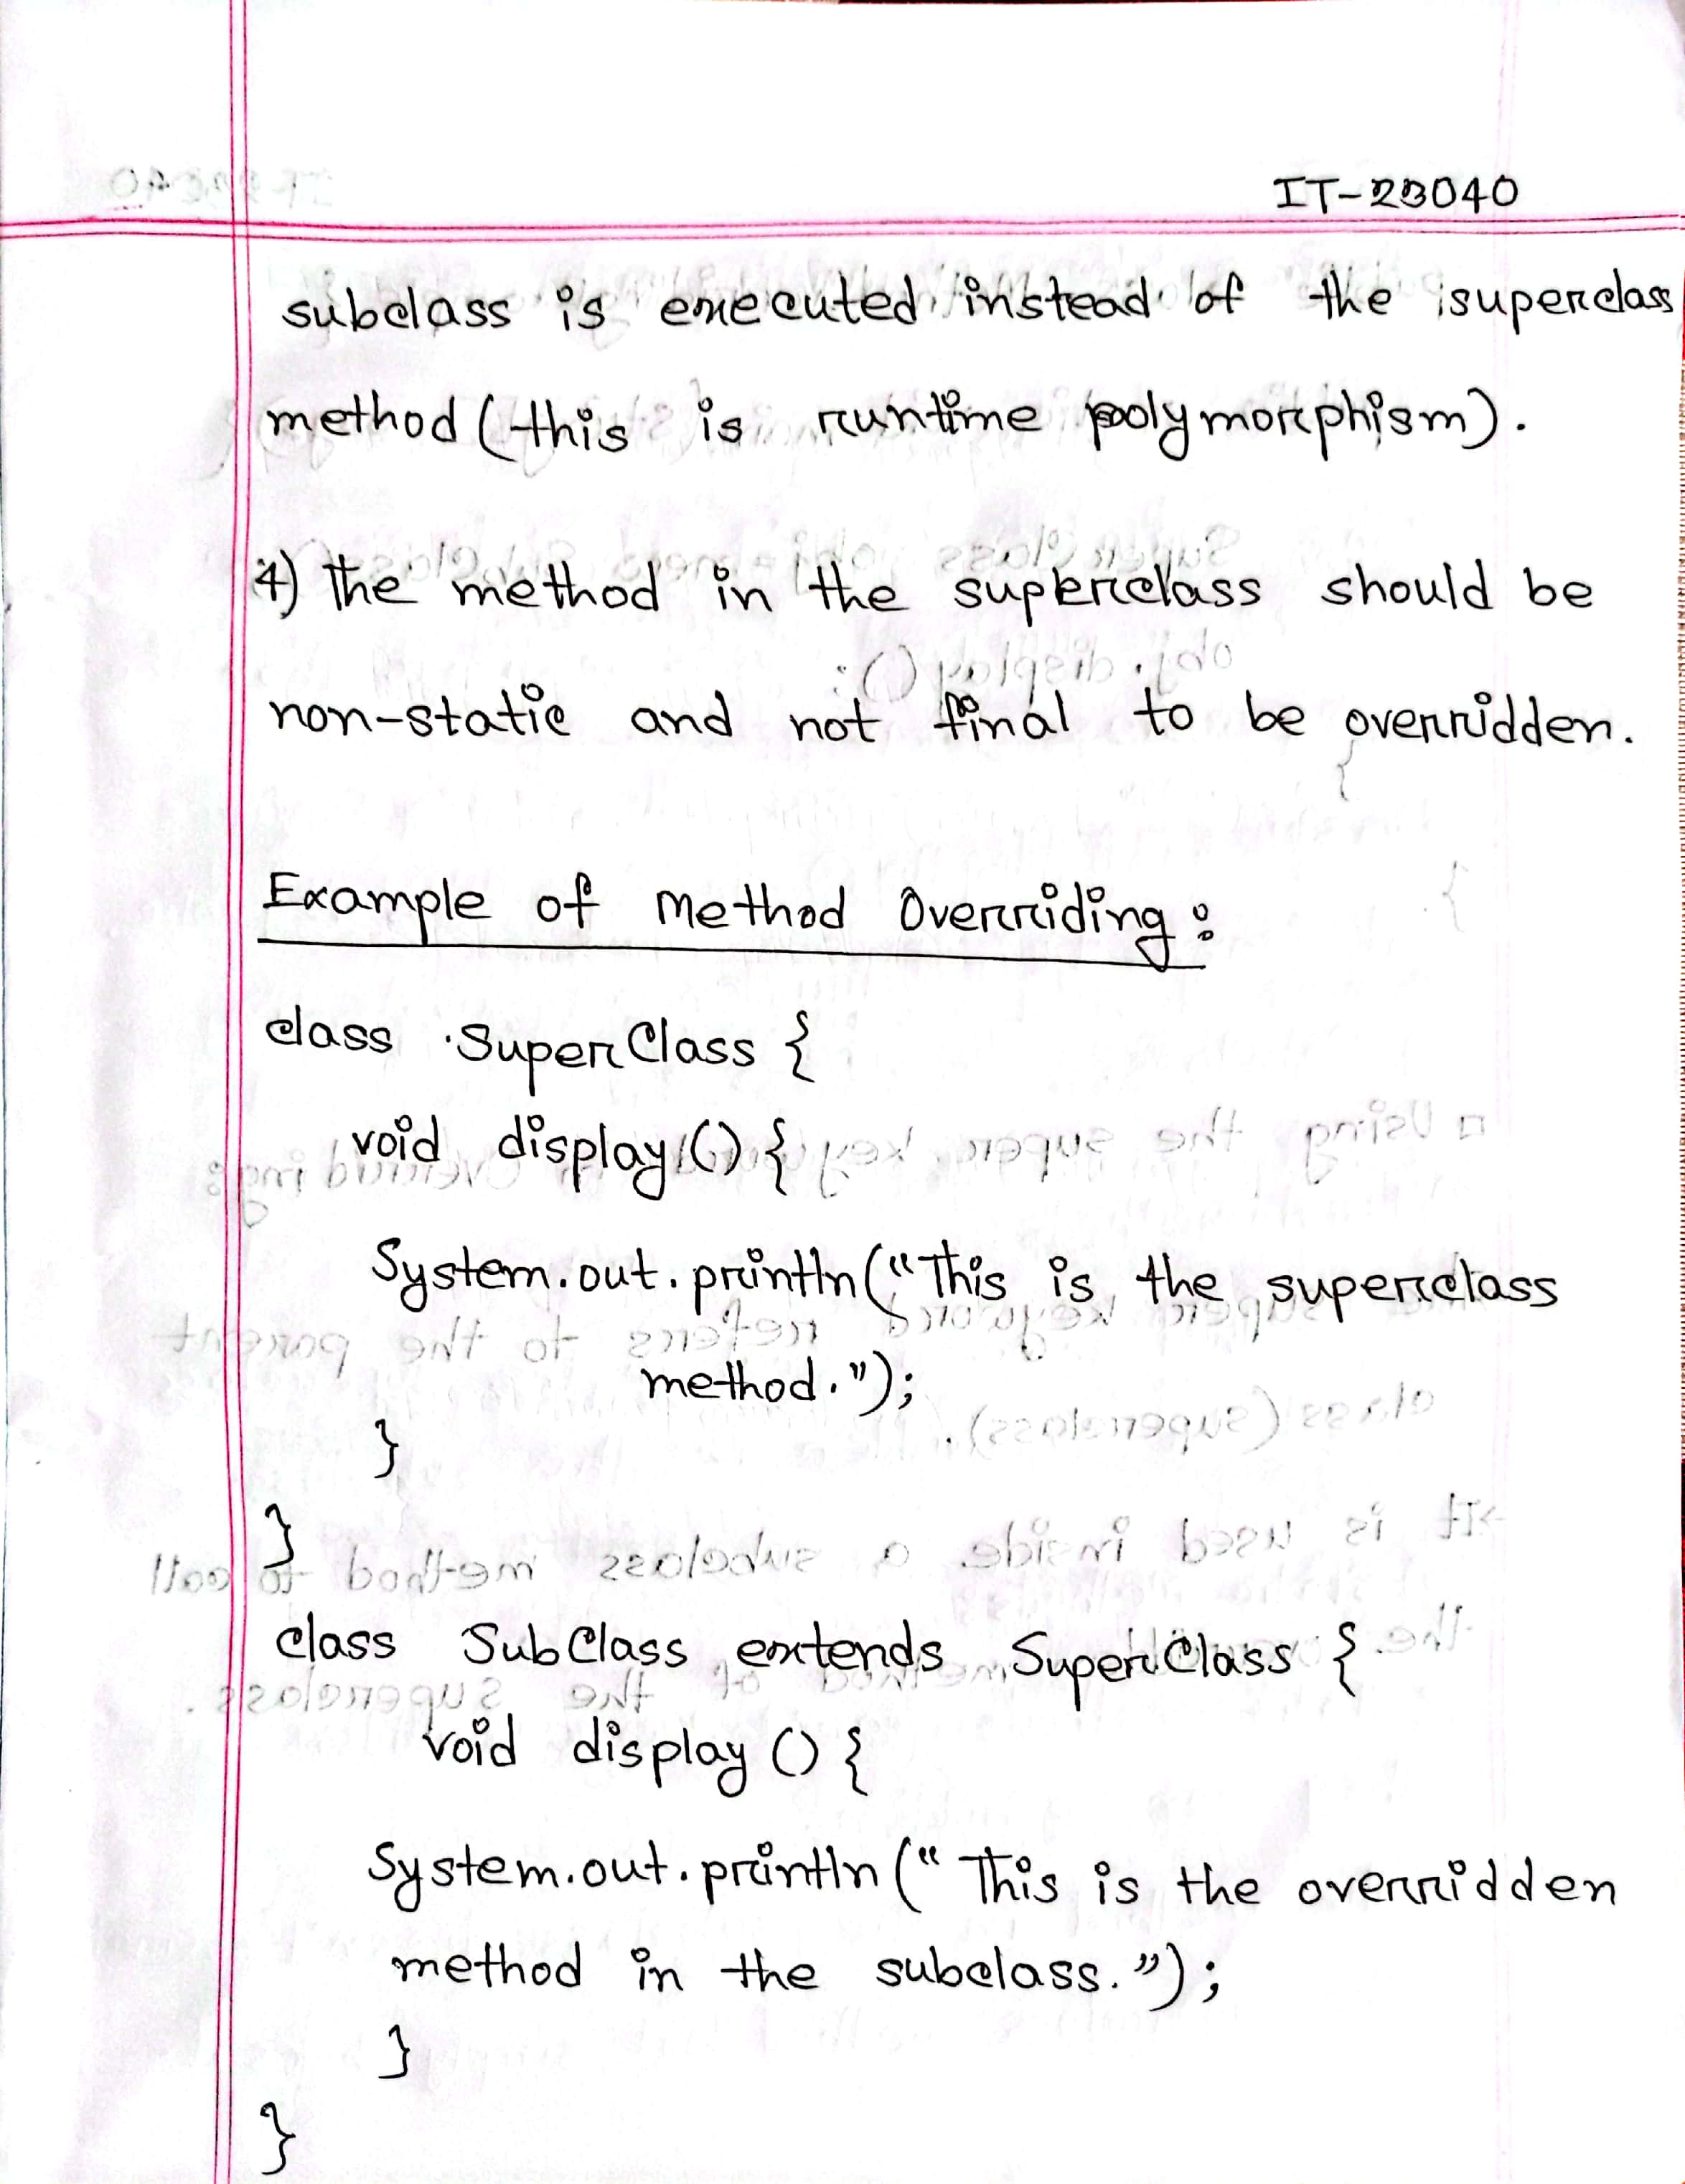 IT-23040
subclass is executed instead of the superclass
method (this is runtime polymorphism).
4) The method in the superclass should be
non-static and not final to be overridden.
Example of Method Overriding:
class SuperClass {
void display() {
System.out.println("This is the superclass
method.");
}
}
class SubClass extends SuperClass {
void display () {
System.out.println("This is the overridden
method in the subclass.");
}
}